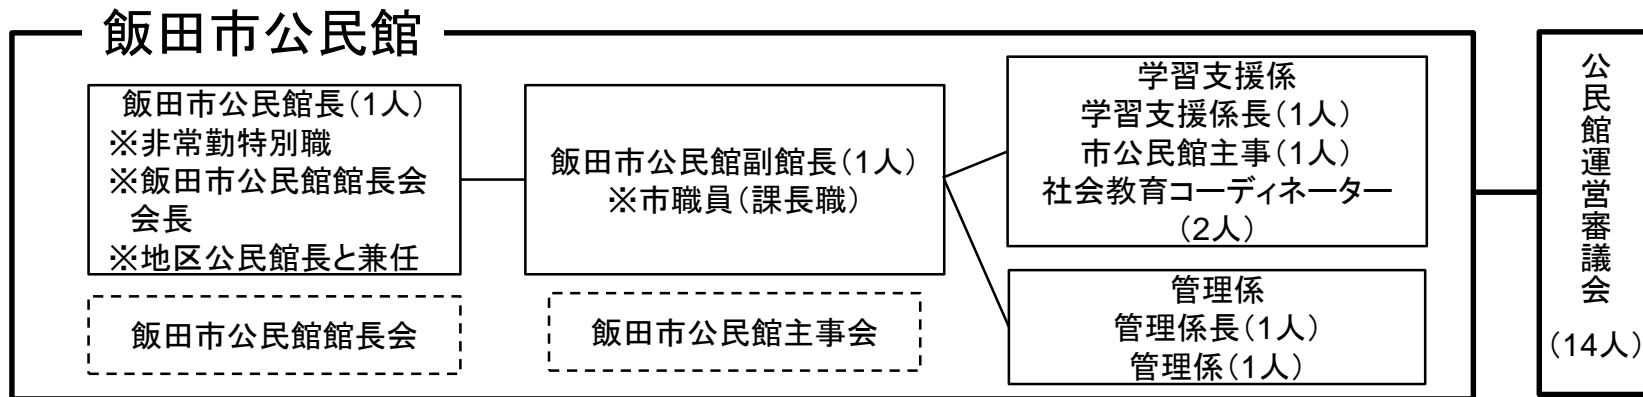 飯田市公民館
飯田市公民館長(1人)
※非常勤特別職
※飯田市公民館館長会
会長
※地区公民館長と兼任
飯田市公民館館長会
飯田市公民館副館長(1人)
※市職員(課長職)
飯田市公民館主事会
学習支援係
学習支援係長(1人)
市公民館主事(1人)
社会教育コーディネーター
(2人)
管理係
管理係長(1人)
管理係(1人)
公民館運営審議会
(14人)